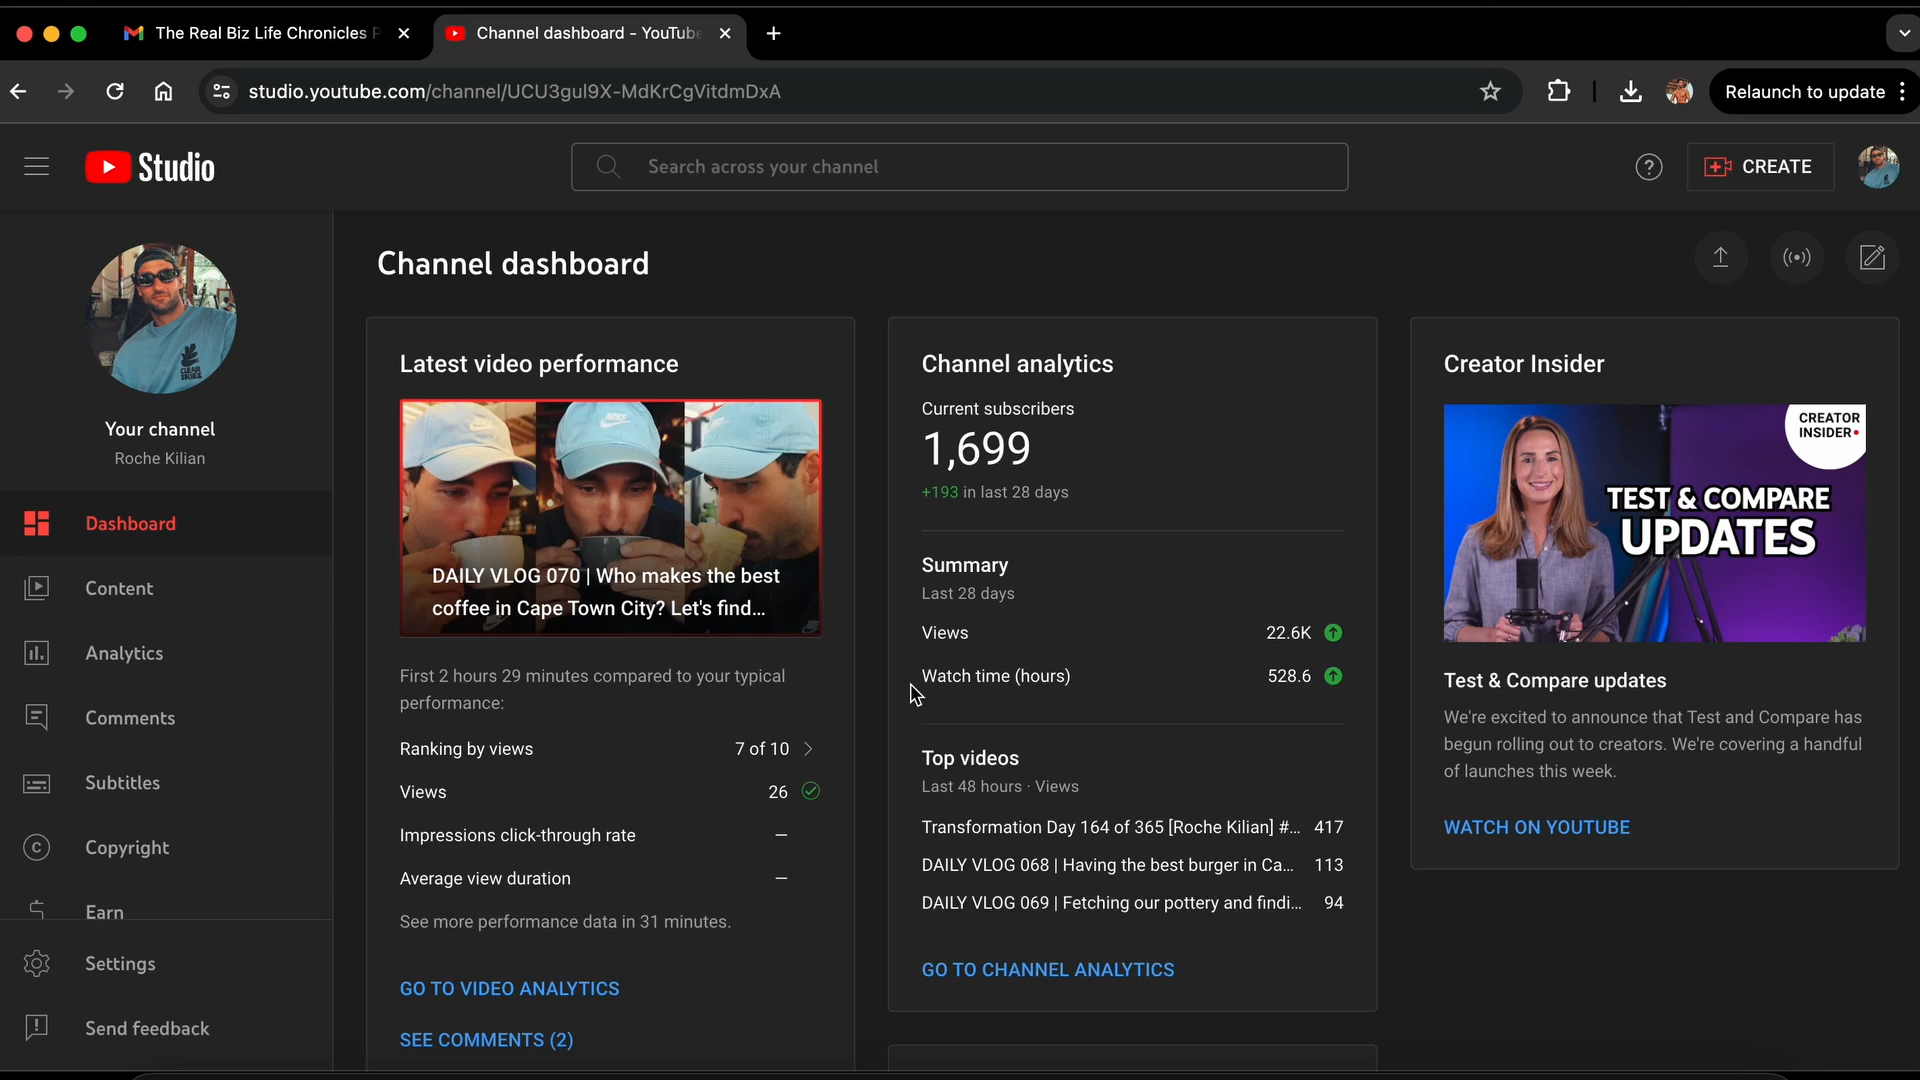 The Real Biz Life Chronicles
Channel dashboard - YouTube
studio.youtube.com/channel/UCU3gul9X-MdKrCgVitdmDxA
Relaunch to update
Studio
Search across your channel
CREATE
Channel dashboard
Your channel
Roche Kilian
Dashboard
Content
Analytics
Comments
Subtitles
Copyright
Earn
Settings
Send feedback
Latest video performance
DAILY VLOG 070 | Who makes the best
coffee in Cape Town City? Let's find...
First 2 hours 29 minutes compared to your typical
performance:
Ranking by views 7 of 10
Views 26
Impressions click-through rate –
Average view duration –
See more performance data in 31 minutes.
GO TO VIDEO ANALYTICS
SEE COMMENTS (2)
Channel analytics
Current subscribers
1,699
+193 in last 28 days
Summary
Last 28 days
Views 22.6K
Watch time (hours) 528.6
Top videos
Last 48 hours · Views
Transformation Day 164 of 365 [Roche Kilian] #... 417
DAILY VLOG 068 | Having the best burger in Ca... 113
DAILY VLOG 069 | Fetching our pottery and findi... 94
GO TO CHANNEL ANALYTICS
Creator Insider
CREATOR
INSIDER
TEST & COMPARE
UPDATES
Test & Compare updates
We're excited to announce that Test and Compare has
begun rolling out to creators. We're covering a handful
of launches this week.
WATCH ON YOUTUBE